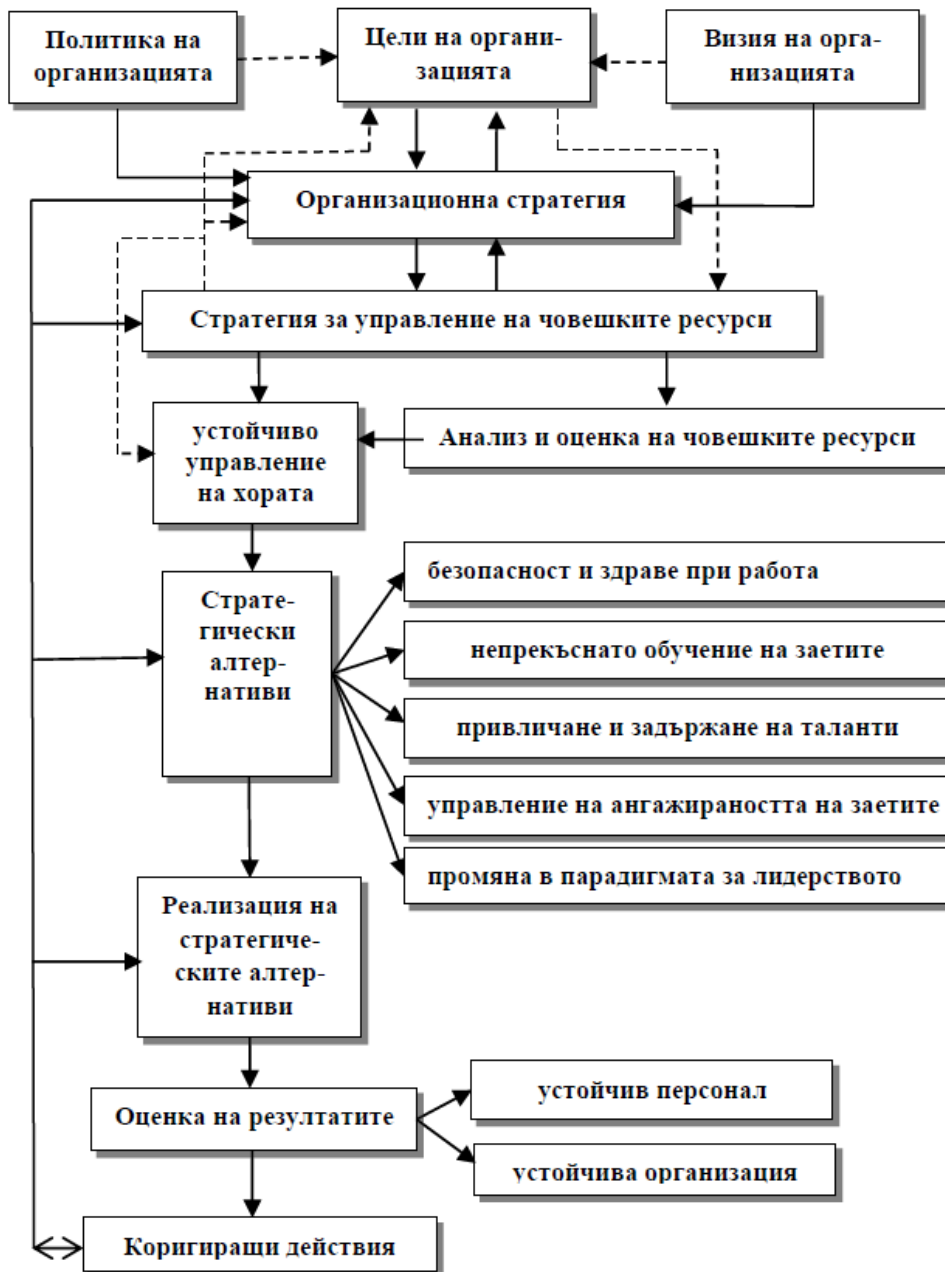 Политика на
организацията
Цели на органи-
зацията
Визия на орга-
низацията
Организационна стратегия
Стратегия за управление на човешките ресурси
устойчиво
управление
на хората
Анализ и оценка на човешките ресурси
Страте-
гически
алтер-
нативи
безопасност и здраве при работа
непрекъснато обучение на заетите
привличане и задържане на таланти
управление на ангажираността на заетите
промяна в парадигмата за лидерството
Реализация на
стратегиче-
ските алтер-
нативи
Оценка на резултатите
устойчив персонал
устойчива организация
Коригиращи действия